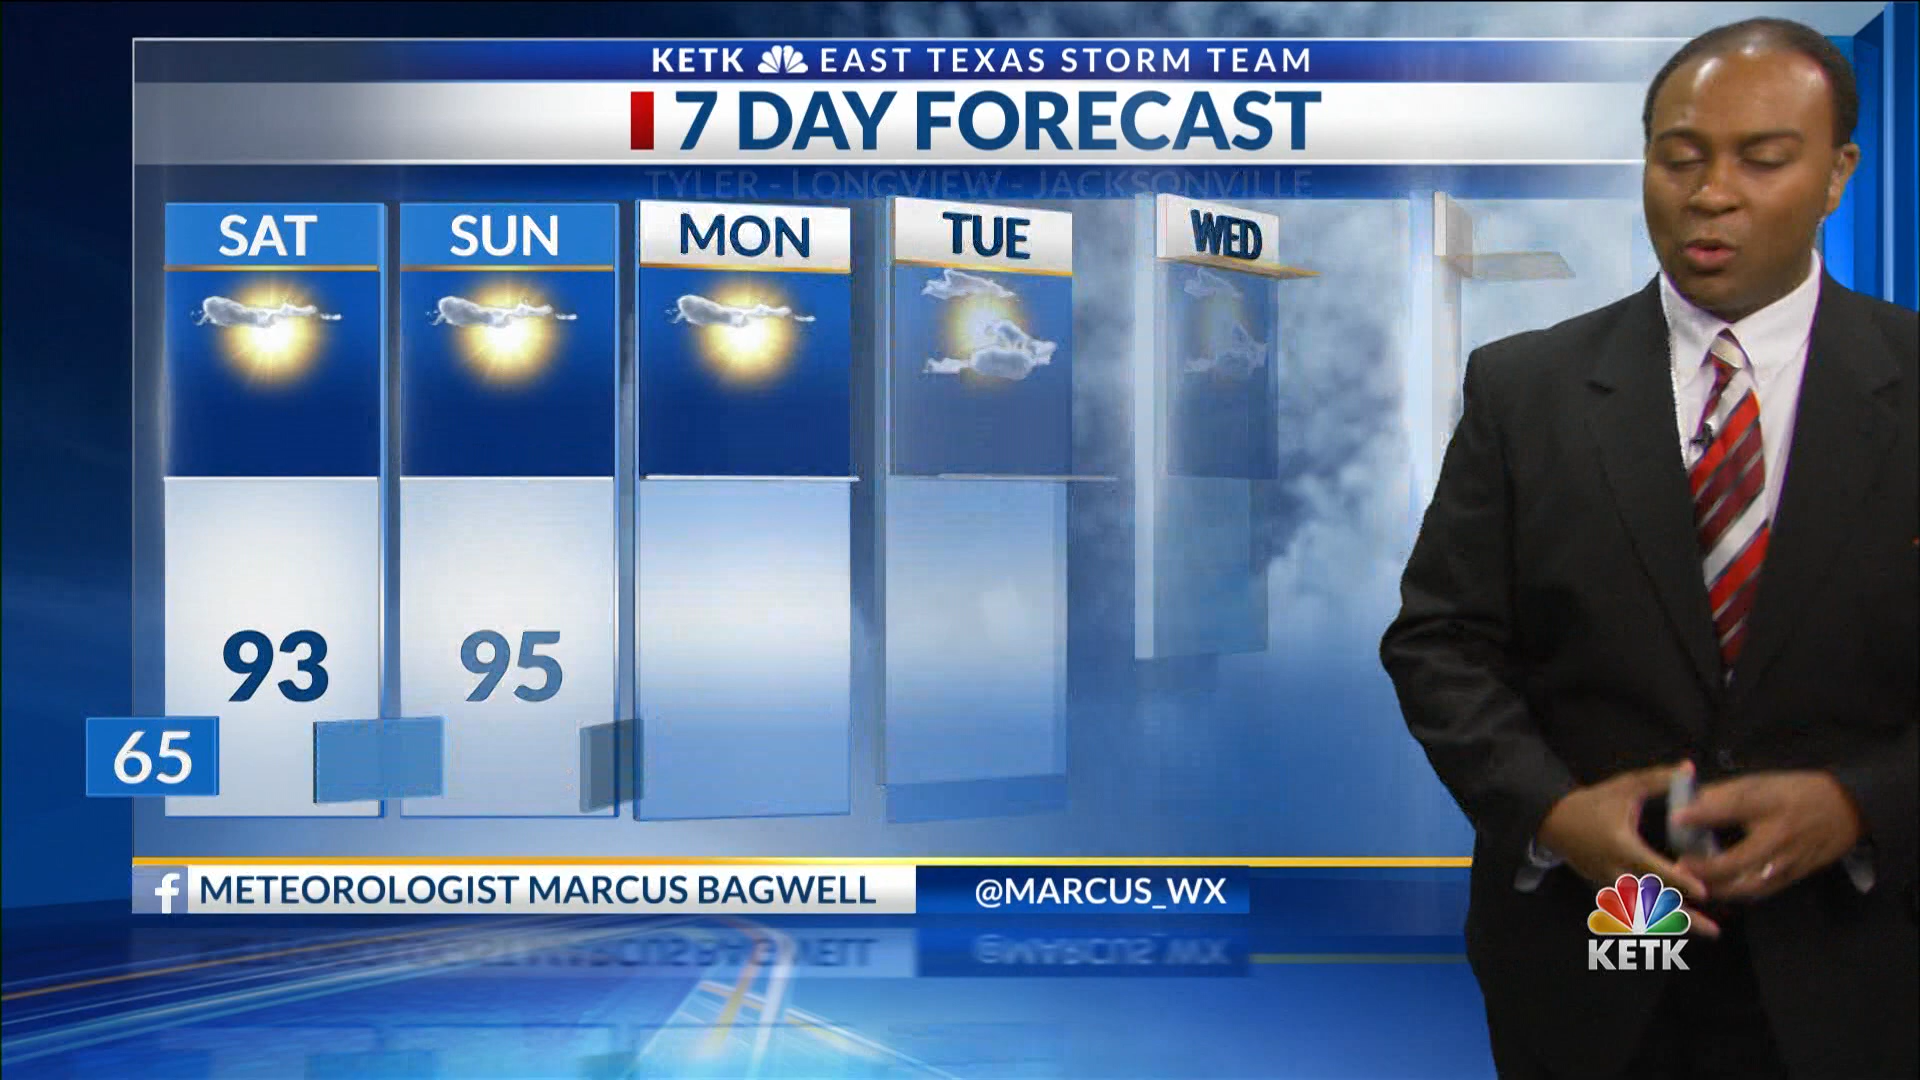 KETK EAST TEXAS STORM TEAM
7 DAY FORECAST
TYLER - LONGVIEW - JACKSONVILLE
SAT SUN MON TUE WED
93 95
65
f METEOROLOGIST MARCUS BAGWELL @MARCUS_WX
KETK